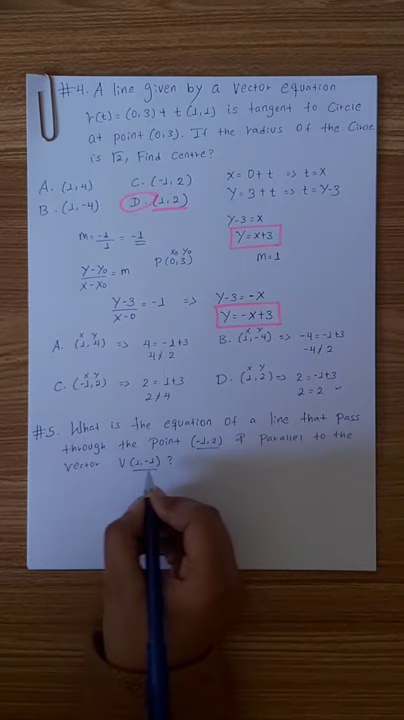 #4. A line given by a vector equation
r(t) = (0,3) + t (1,1) is tangent to Circle
at point (0,3). If the radius of the Circle
is √2, Find Centre?
A. (1,4) C. (-1,2) x = 0+t => t=x
B. (1,-4) D. (1,2) y = 3+t => t=y-3
y-3=x
m = -1/1 = -1 y=x+3
x₀ y₀
P(0,3) m=1
y-y₀/x-x₀ = m
y-3/x-0 = -1 => y-3=-x
y=-x+3
x y x y
A. (1,4) => 4=-1+3 B. (1,-4) => -4=-1+3
4≠2 -4≠2
x y x y
C. (-1,2) => 2=1+3 D. (1,2) => 2=-1+3
2≠4 2=2 ✓
#5. What is the equation of a line that pass
through the point (-1,2) & Parallel to the
vector V(1,-1)?